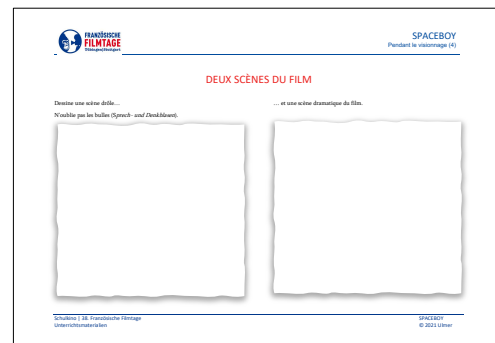 FRANZÖSISCHE
FILMTAGE
Tübingen|Stuttgart
SPACEBOY
Pendant le visionnage (4)
DEUX SCÈNES DU FILM
Dessine une scène drôle…
N'oublie pas les bulles (Sprech- und Denkblasen).
… et une scène dramatique du film.
Schulkino | 38. Französische Filmtage
Unterrichtsmaterialien
SPACEBOY
© 2021 Ulmer